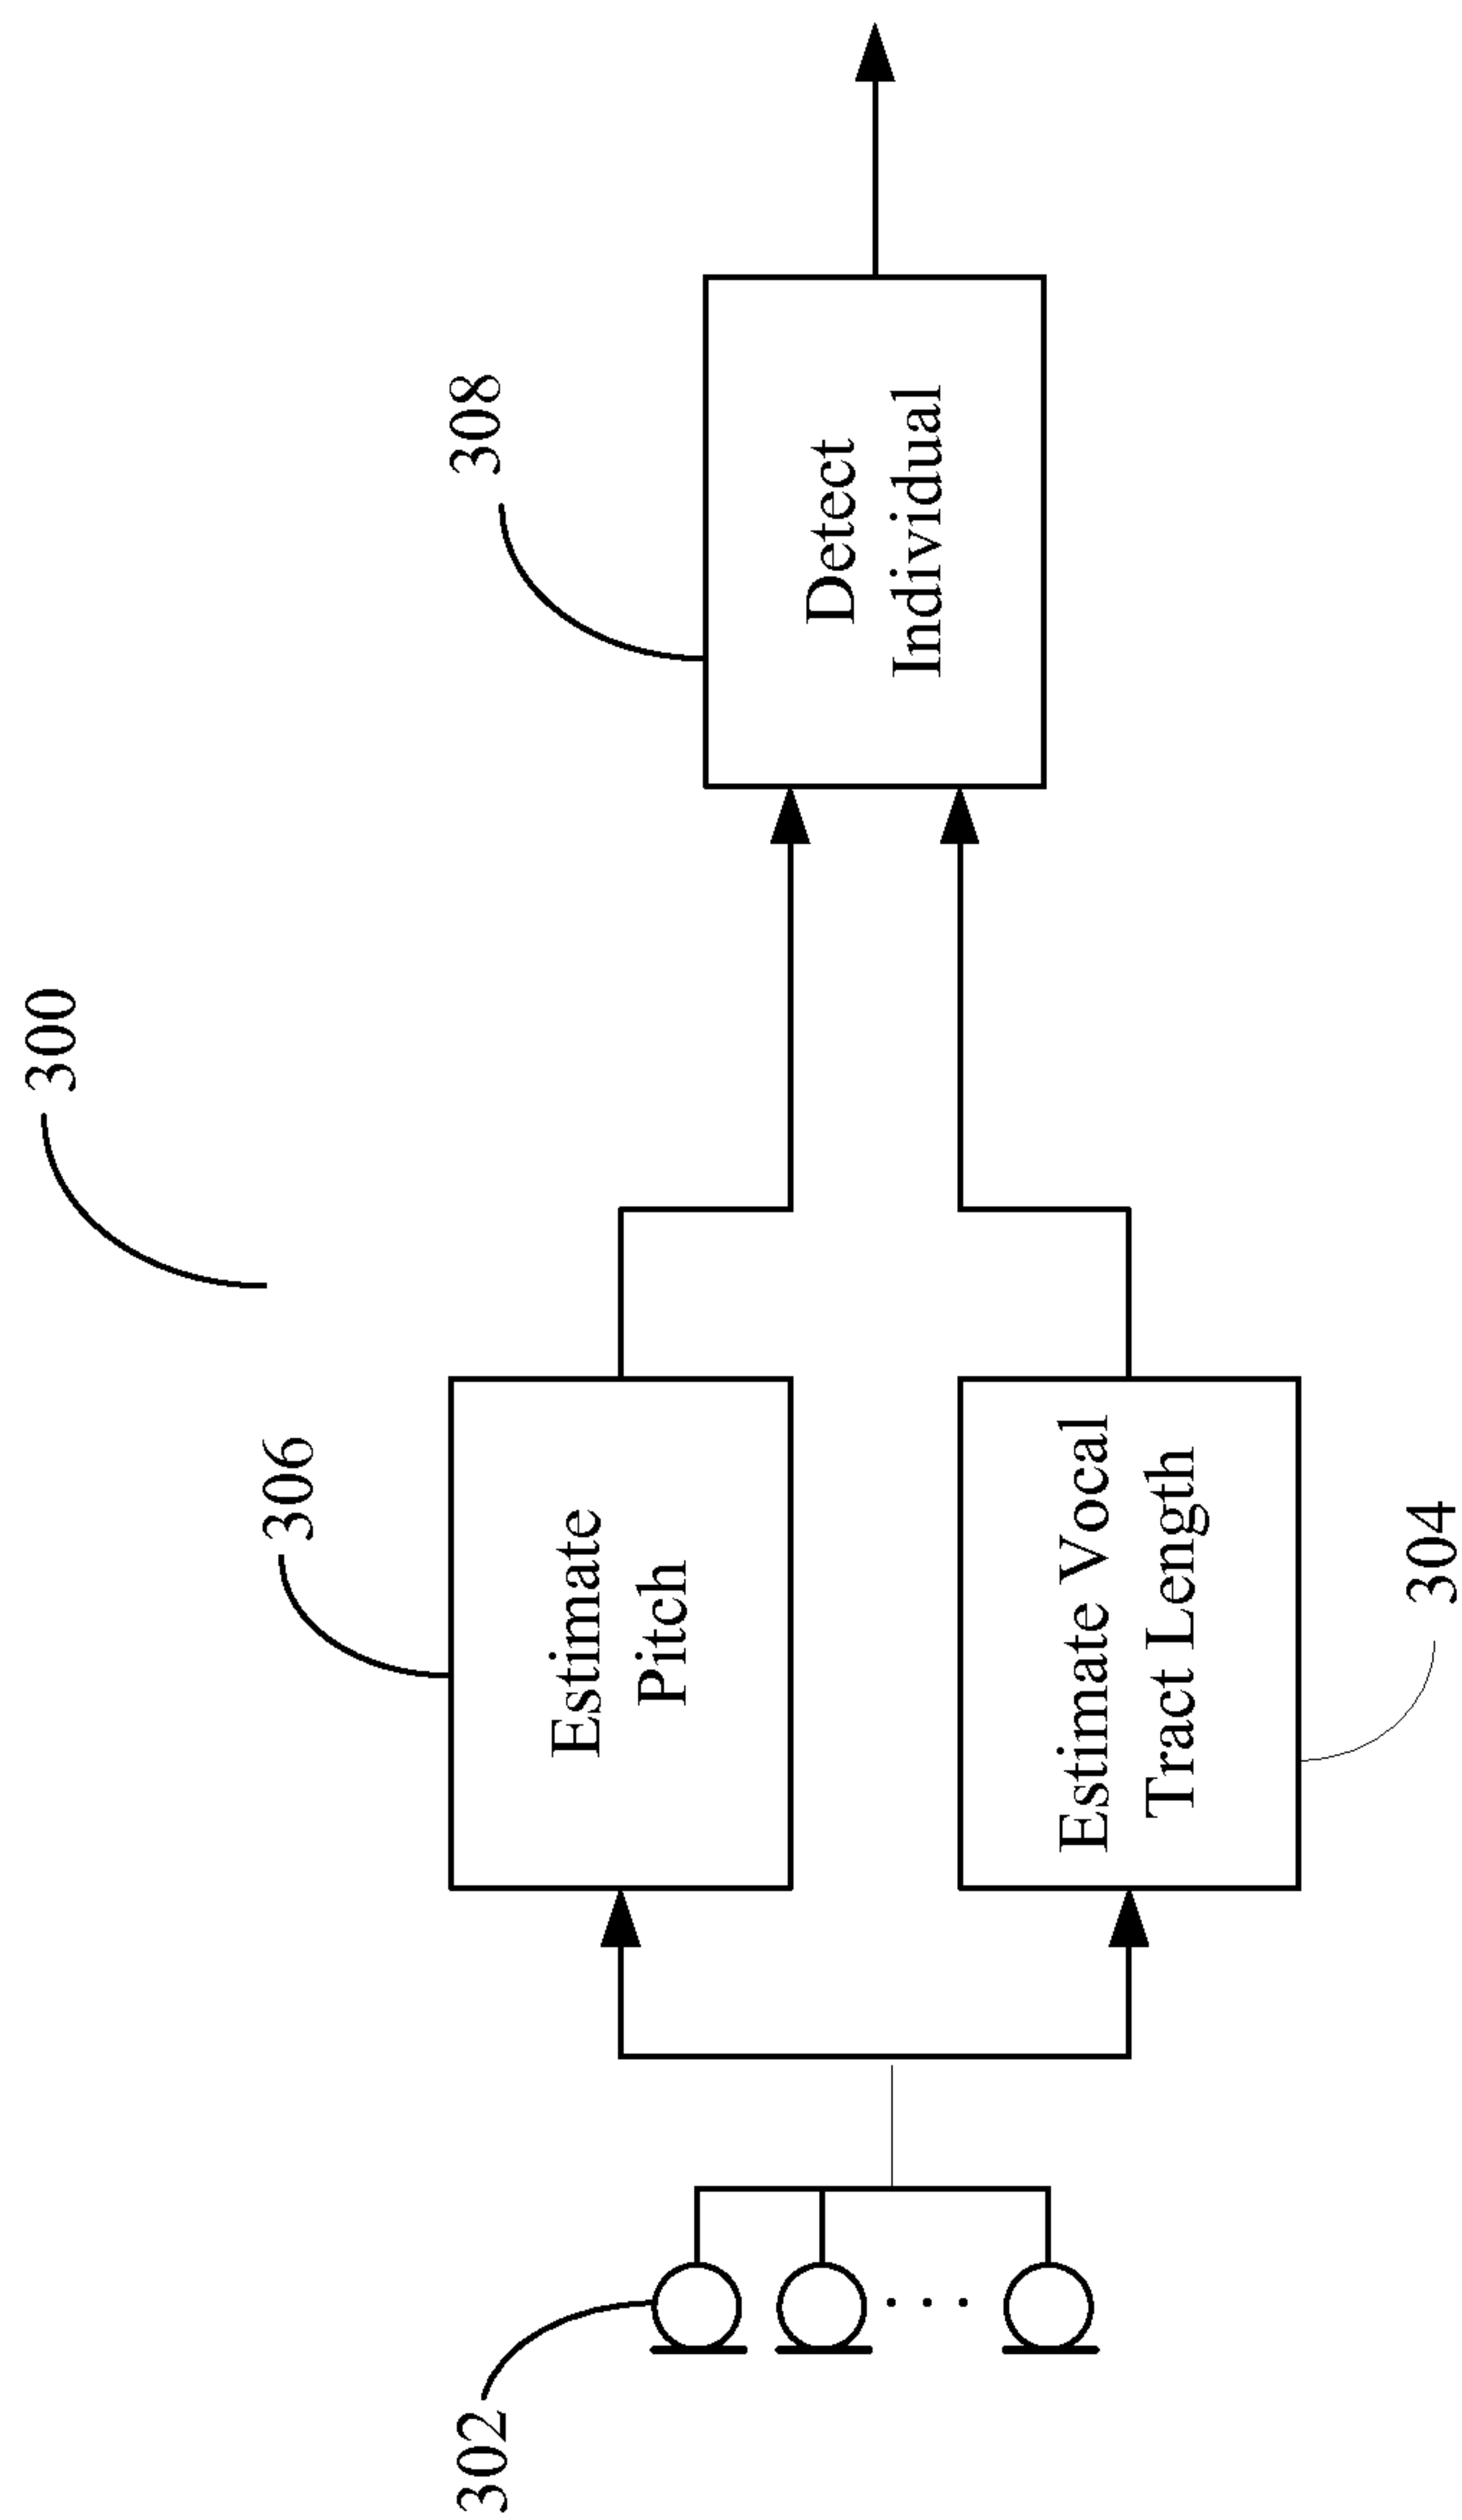 300
308
Detect
Individual
306
Estimate
Pitch
Estimate Vocal
Tract Length
304
302